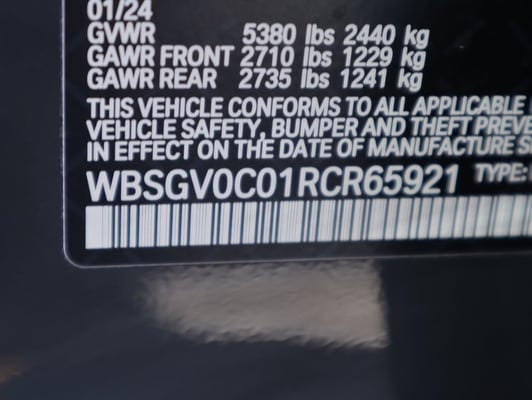 01/24
GVWR 5380 lbs 2440 kg
GAWR FRONT 2710 lbs 1229 kg
GAWR REAR 2735 lbs 1241 kg
THIS VEHICLE CONFORMS TO ALL APPLICABLE
VEHICLE SAFETY, BUMPER AND THEFT PREVE
IN EFFECT ON THE DATE OF MANUFACTURE S
WBSGV0C01RCR65921 TYPE: